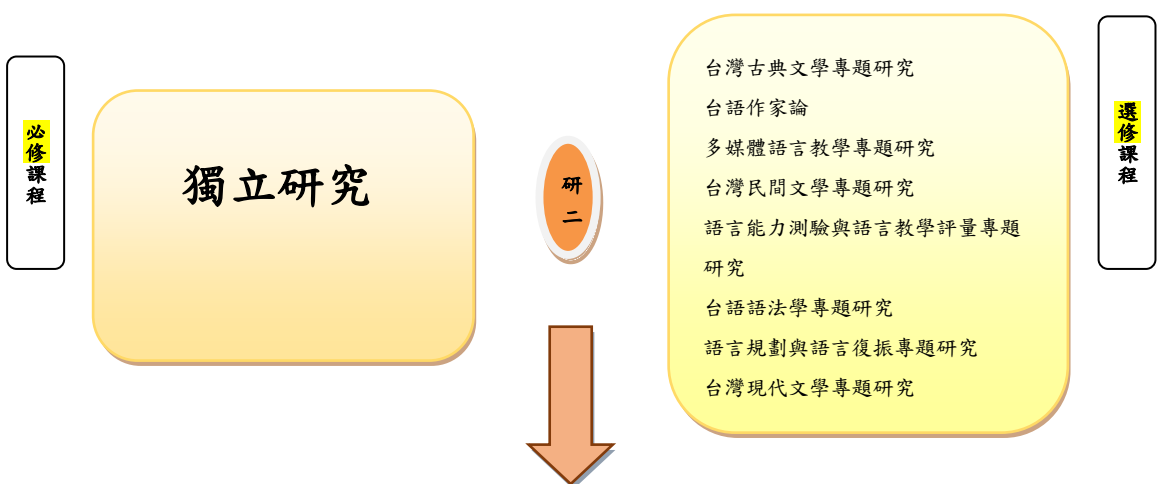 必修課程
獨立研究
研二
台灣古典文學專題研究
台語作家論
多媒體語言教學專題研究
台灣民間文學專題研究
語言能力測驗與語言教學評量專題
研究
台語語法學專題研究
語言規劃與語言復振專題研究
台灣現代文學專題研究
選修課程